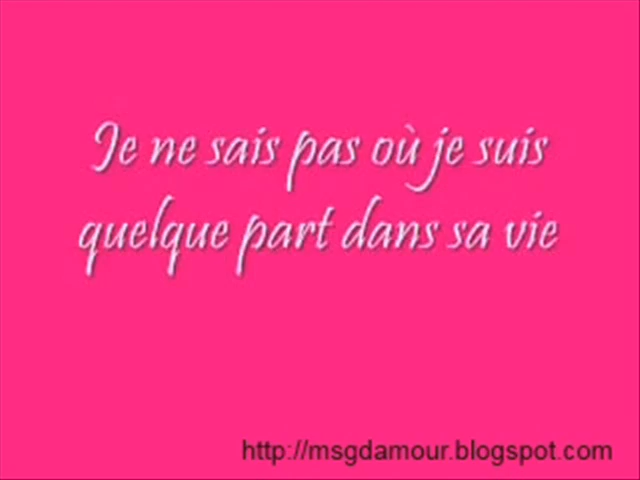 Je ne sais pas où je suis
quelque part dans sa vie
http://msgdamour.blogspot.com